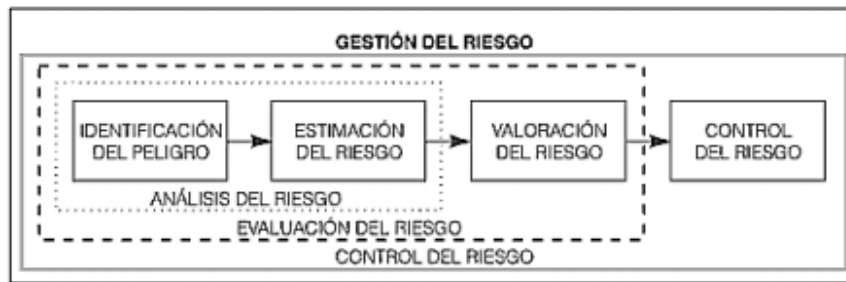 GESTIÓN DEL RIESGO
IDENTIFICACIÓN
DEL PELIGRO
ESTIMACIÓN
DEL RIESGO
VALORACIÓN
DEL RIESGO
CONTROL
DEL RIESGO
ANÁLISIS DEL RIESGO
EVALUACIÓN DEL RIESGO
CONTROL DEL RIESGO